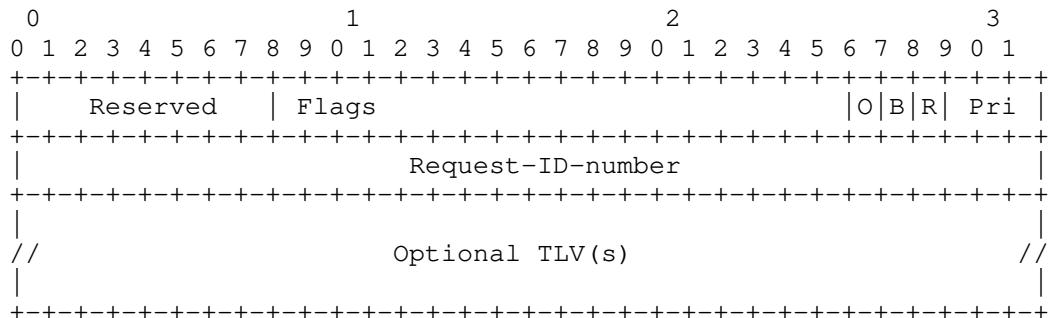 0                   1                   2                   3
0 1 2 3 4 5 6 7 8 9 0 1 2 3 4 5 6 7 8 9 0 1 2 3 4 5 6 7 8 9 0 1
+-+-+-+-+-+-+-+-+-+-+-+-+-+-+-+-+-+-+-+-+-+-+-+-+-+-+-+-+-+-+-+-+
|    Reserved   | Flags                             |O|B|R| Pri |
+-+-+-+-+-+-+-+-+-+-+-+-+-+-+-+-+-+-+-+-+-+-+-+-+-+-+-+-+-+-+-+-+
|                        Request-ID-number                      |
+-+-+-+-+-+-+-+-+-+-+-+-+-+-+-+-+-+-+-+-+-+-+-+-+-+-+-+-+-+-+-+-+
|                                                               |
//                      Optional TLV(s)                        //
|                                                               |
+-+-+-+-+-+-+-+-+-+-+-+-+-+-+-+-+-+-+-+-+-+-+-+-+-+-+-+-+-+-+-+-+